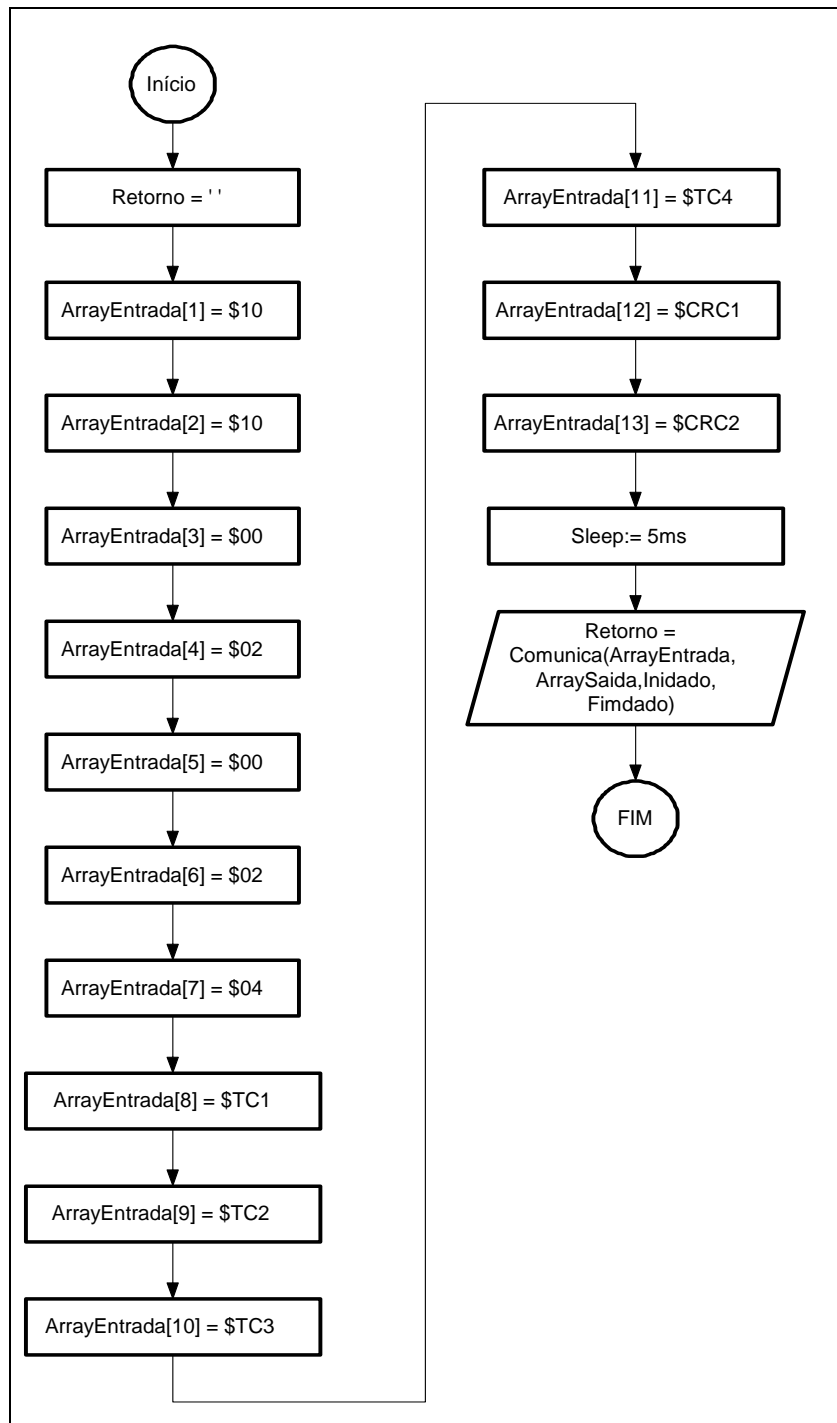 Início
Retorno = ' '
ArrayEntrada[1] = $10
ArrayEntrada[2] = $10
ArrayEntrada[3] = $00
ArrayEntrada[4] = $02
ArrayEntrada[5] = $00
ArrayEntrada[6] = $02
ArrayEntrada[7] = $04
ArrayEntrada[8] = $TC1
ArrayEntrada[9] = $TC2
ArrayEntrada[10] = $TC3
ArrayEntrada[11] = $TC4
ArrayEntrada[12] = $CRC1
ArrayEntrada[13] = $CRC2
Sleep:= 5ms
Retorno =
Comunica(ArrayEntrada,
ArraySaida,Inidado,
Fimdado)
FIM